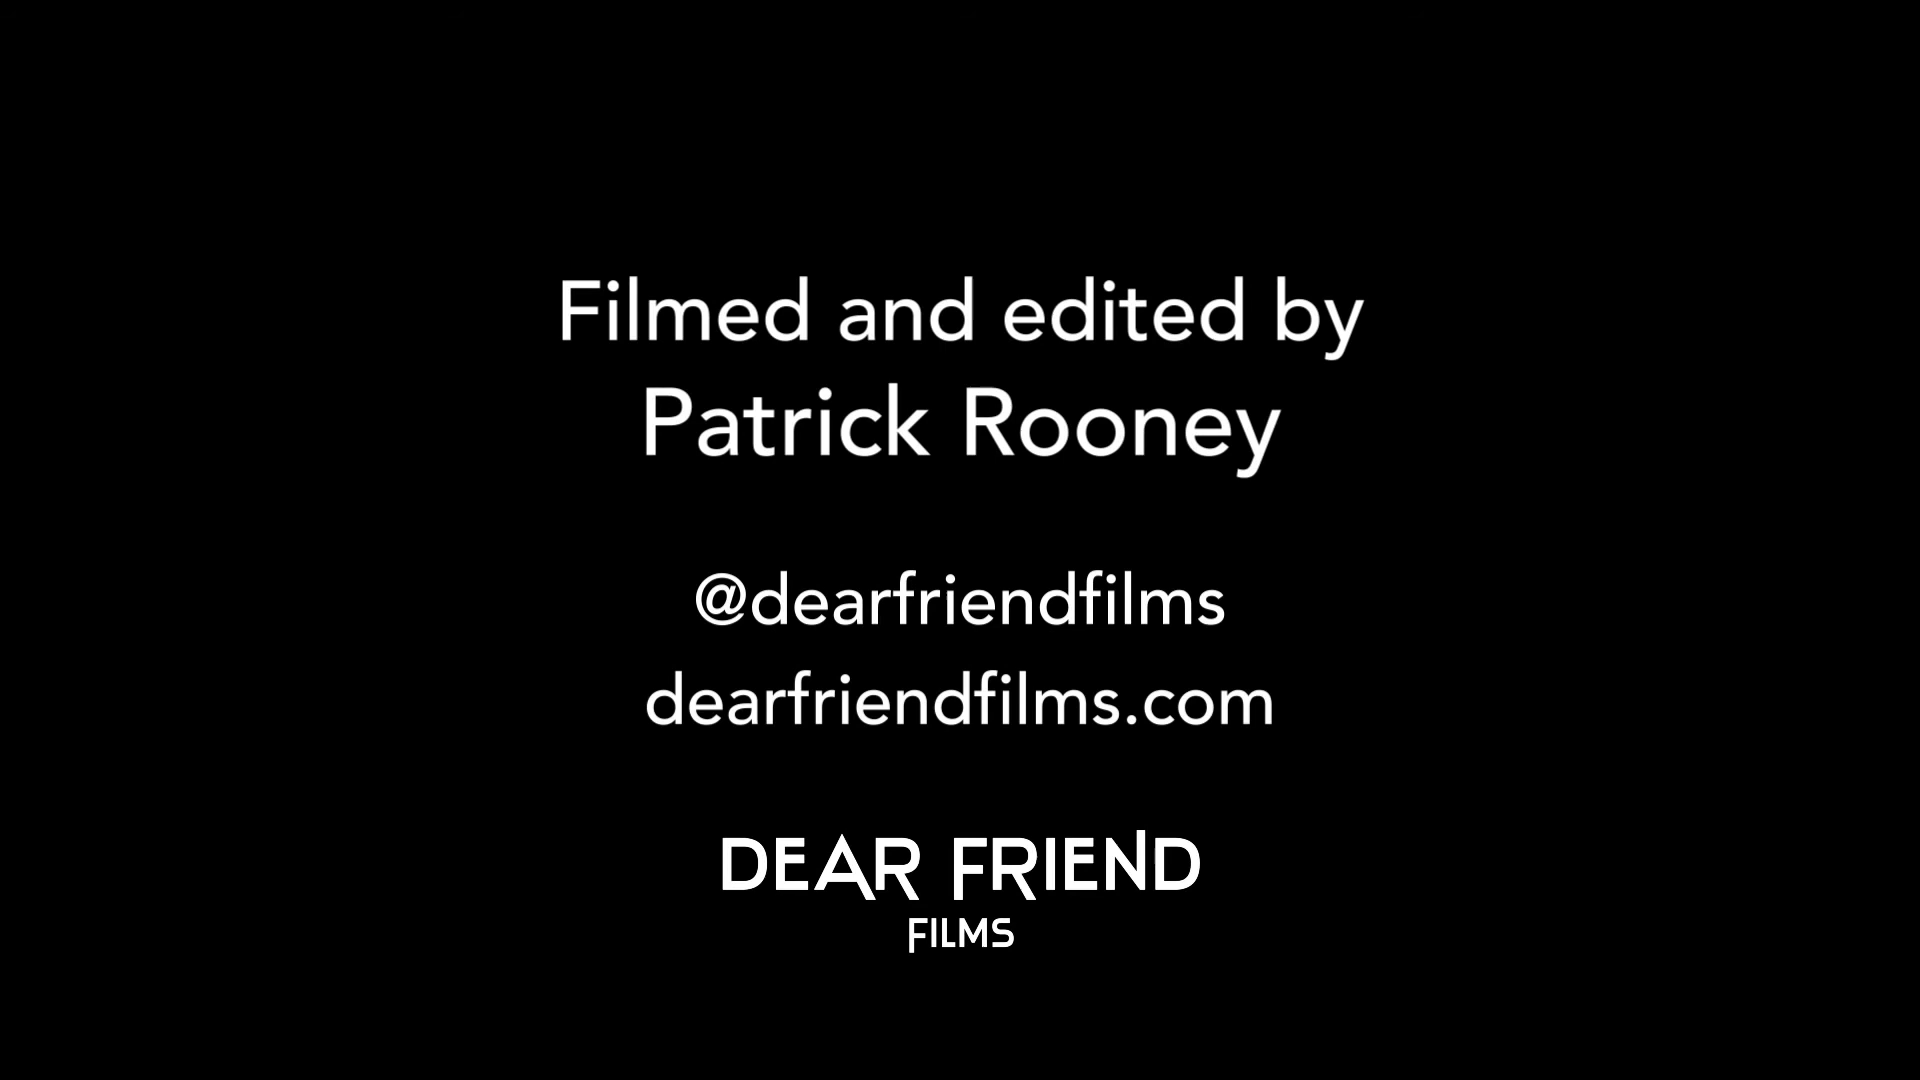 Filmed and edited by
Patrick Rooney
@dearfriendfilms
dearfriendfilms.com
DEAR FRIEND
FILMS